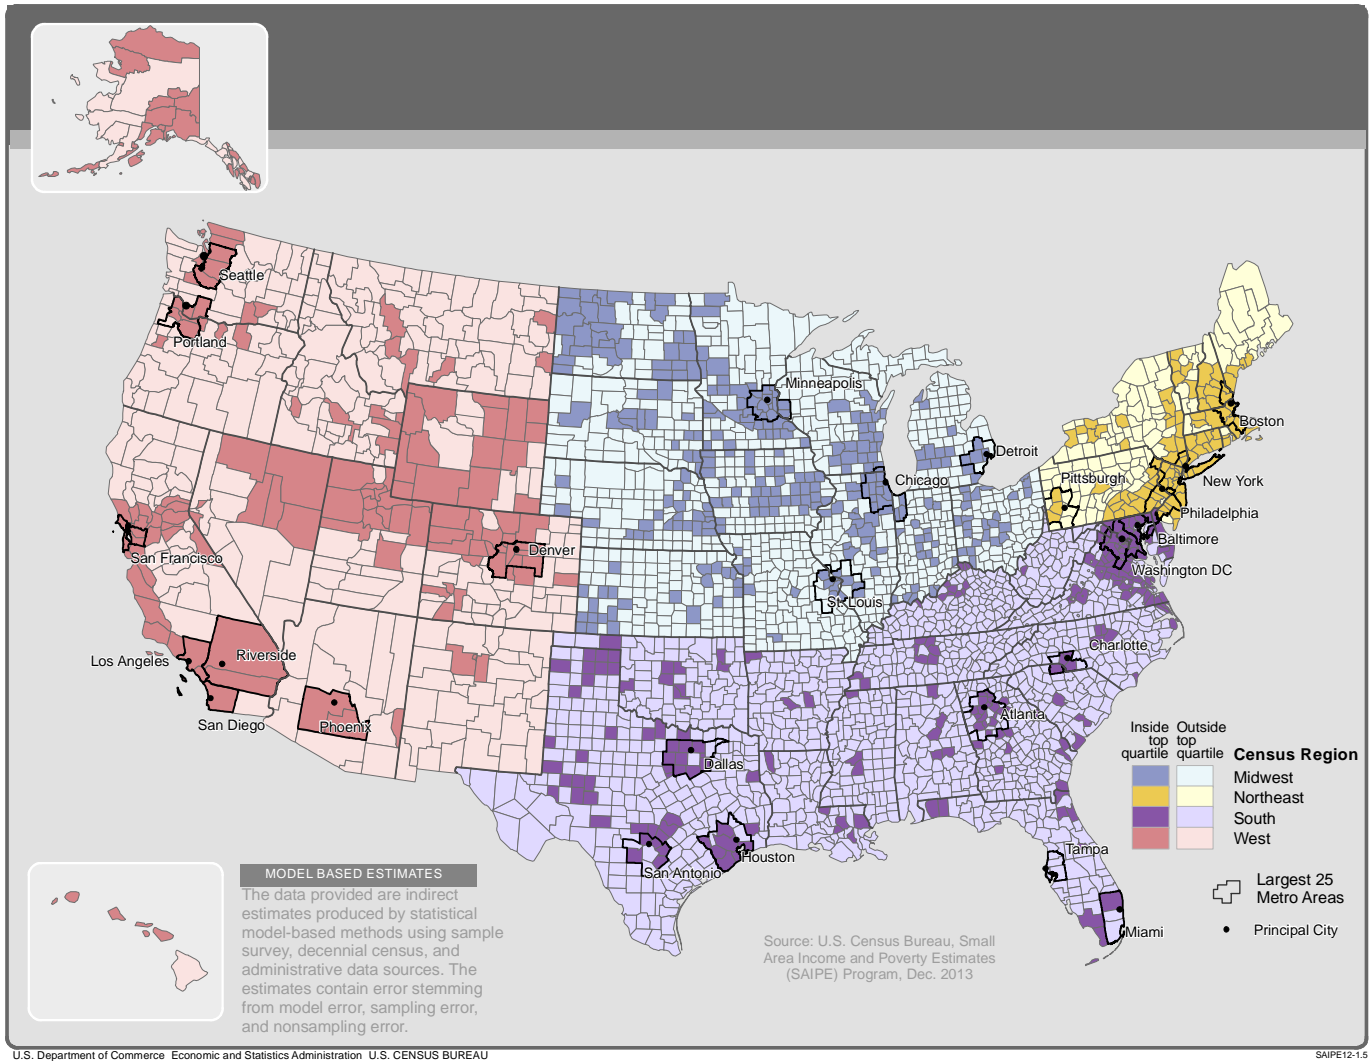 Seattle
Portland
Minneapolis
Boston
Detroit
Chicago
Pittsburgh
New York
Philadelphia
Baltimore
San Francisco
Denver
Washington DC
St. Louis
Los Angeles
Riverside
Charlotte
San Diego
Phoenix
Atlanta
Dallas
Inside
top
quartile
Outside
top
quartile
Census Region
Midwest
Northeast
South
West
Tampa
Houston
San Antonio
Largest 25
Metro Areas
Miami
Principal City
MODEL BASED ESTIMATES
The data provided are indirect
estimates produced by statistical
model-based methods using sample
survey, decennial census, and
administrative data sources. The
estimates contain error stemming
from model error, sampling error,
and nonsampling error.
Source: U.S. Census Bureau, Small
Area Income and Poverty Estimates
(SAIPE) Program, Dec. 2013
U.S. Department of Commerce Economic and Statistics Administration U.S. CENSUS BUREAU
SAIPE12-1.5